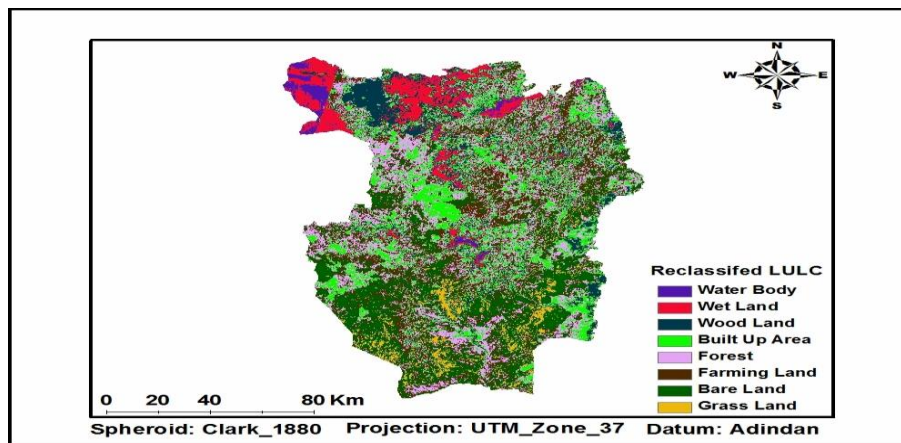 N
W E
S
Reclassifed LULC
Water Body
Wet Land
Wood Land
Built Up Area
Forest
Farming Land
Bare Land
Grass Land
0 20 40 80 Km
Spheroid: Clark_1880 Projection: UTM_Zone_37 Datum: Adindan